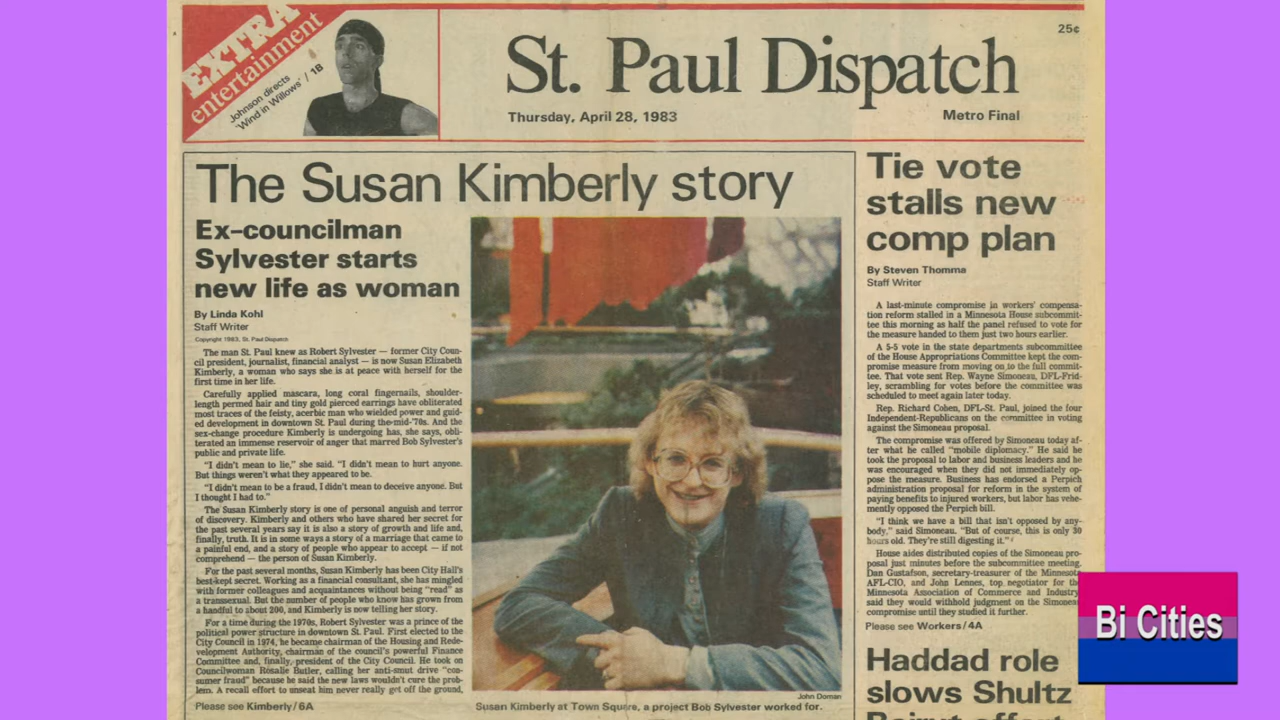 EXTRA
entertainment
Johnson directs
'Wind in Willows' / 1B
25¢
St. Paul Dispatch
Thursday, April 28, 1983
Metro Final
The Susan Kimberly story
Ex-councilman
Sylvester starts
new life as woman
By Linda Kohl
Staff Writer
Copyright 1983, St. Paul Dispatch
The man St. Paul knew as Robert Sylvester — former City Coun-
cil president, journalist, financial analyst — is now Susan Elizabeth
Kimberly, a woman who says she is at peace with herself for the
first time in her life.
Carefully applied mascara, long coral fingernails, shoulder-
length permed hair and tiny gold pierced earrings have obliterated
most traces of the feisty, acerbic man who wielded power and guid-
ed development in downtown St. Paul during the mid-'70s. And the
sex-change procedure Kimberly is undergoing has, she says, obli-
terated an immense reservoir of anger that marred Bob Sylvester's
public and private life.
"I didn't mean to lie," she said. "I didn't mean to hurt anyone.
But things weren't what they appeared to be.
"I didn't mean to be a fraud, I didn't mean to deceive anyone. But
I thought I had to."
The Susan Kimberly story is one of personal anguish and terror
of discovery. Kimberly and others who have shared her secret for
the past several years say it is also a story of growth and life and,
finally, truth. It is in some ways a story of a marriage that came to
a painful end, and a story of people who appear to accept — if not
comprehend — the person of Susan Kimberly.
For the past several months, Susan Kimberly has been City Hall's
best-kept secret. Working as a financial consultant, she has mingled
with former colleagues and acquaintances without being "read" as
a transsexual. But the number of people who know has grown from
a handful to about 200, and Kimberly is now telling her story.
For a time during the 1970s, Robert Sylvester was a prince of the
political power structure in downtown St. Paul. First elected to the
City Council in 1974, he became chairman of the Housing and Rede-
velopment Authority, chairman of the council's powerful Finance
Committee and, finally, president of the City Council. He took on
Councilwoman Rosalie Butler, calling her anti-smut drive "con-
sumer fraud" because he said the new laws wouldn't cure the prob-
lem. A recall effort to unseat him never really get off the ground,
Please see Kimberly/6A
John Doman
Susan Kimberly at Town Square, a project Bob Sylvester worked for.
Tie vote
stalls new
comp plan
By Steven Thomma
Staff Writer
A last-minute compromise in workers' compensa-
tion reform stalled in a Minnesota House subcommit-
tee this morning as half the panel refused to vote for
the measure handed to them just two hours earlier.
A 5-5 vote in the state departments subcommittee
of the House Appropriations Committee kept the com-
promise measure from moving on to the full commit-
tee. That vote sent Rep. Wayne Simoneau, DFL-Frid-
ley, scrambling for votes before the committee was
scheduled to meet again later today.
Rep. Richard Cohen, DFL-St. Paul, joined the four
Independent-Republicans on the committee in voting
against the Simoneau proposal.
The compromise was offered by Simoneau today af-
ter what he called "mobile diplomacy." He said he
took the proposal to labor and business leaders and he
was encouraged when they did not immediately op-
pose the measure. Business has endorsed a Perpich
administration proposal for reform in the system of
paying benefits to injured workers, but labor has vehe-
mently opposed the Perpich bill.
"I think we have a bill that isn't opposed by any-
body," said Simoneau. "But of course, this is only 30
hours old. They're still digesting it."
House aides distributed copies of the Simoneau pro-
posal just minutes before the subcommittee meeting.
Dan Gustafson, secretary-treasurer of the Minnesota
AFL-CIO, and John Lennes, top negotiator for the
Minnesota Association of Commerce and Industry
said they would withhold judgment on the Simoneau
compromise until they studied it further.
Please see Workers/4A
Haddad role
slows Shultz
Beirut effort
Bi Cities